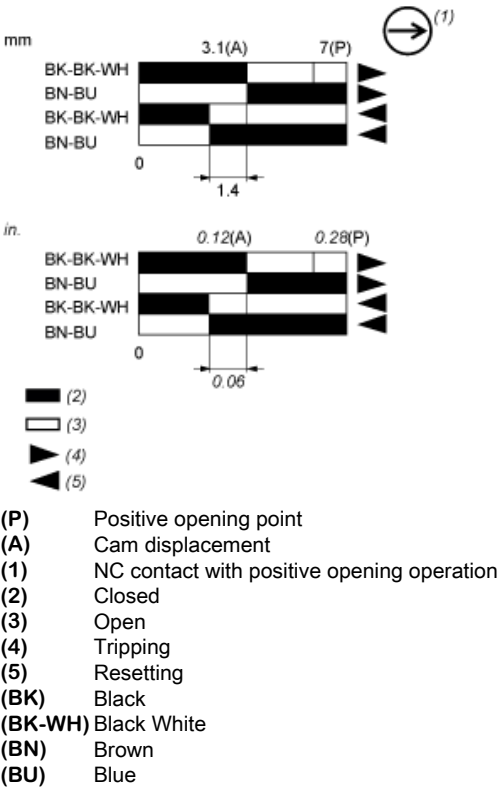 (1)
mm
3.1(A) 7(P)
BK-BK-WH
BN-BU
BK-BK-WH
BN-BU
0
1.4
in.
0.12(A) 0.28(P)
BK-BK-WH
BN-BU
BK-BK-WH
BN-BU
0
0.06
(2)
(3)
(4)
(5)
(P) Positive opening point
(A) Cam displacement
(1) NC contact with positive opening operation
(2) Closed
(3) Open
(4) Tripping
(5) Resetting
(BK) Black
(BK-WH) Black White
(BN) Brown
(BU) Blue